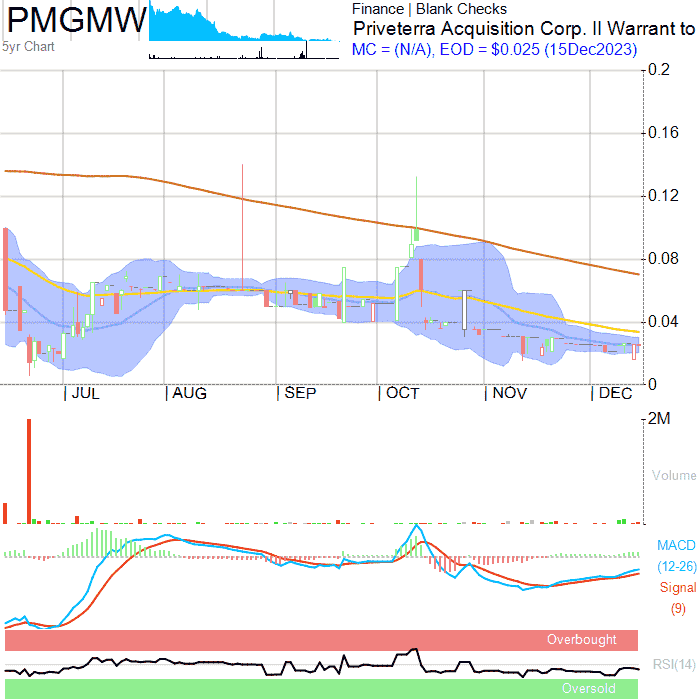 PMGMW
5yr Chart
Finance | Blank Checks
Priveterra Acquisition Corp. II Warrant to
MC = (N/A), EOD = $0.025 (15Dec2023)
0.2
0.16
0.12
0.08
0.04
0
JUL AUG SEP OCT NOV DEC
2M
Volume
MACD
(12-26)
Signal
(9)
Overbought
RSI(14)
Oversold